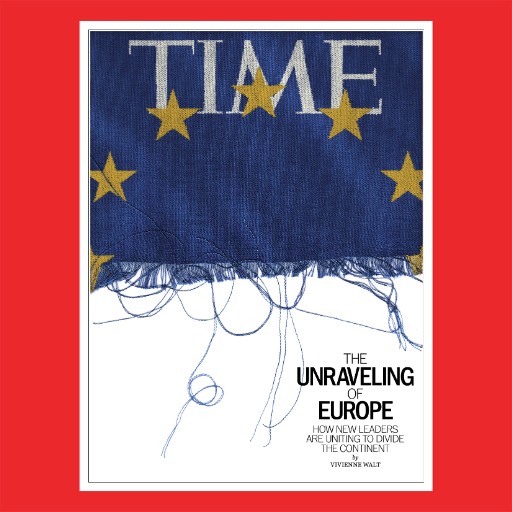 TIME
THE
UNRAVELING
OF
EUROPE
HOW NEW LEADERS
ARE UNITING TO DIVIDE
THE CONTINENT
by
VIVIENNE WALT